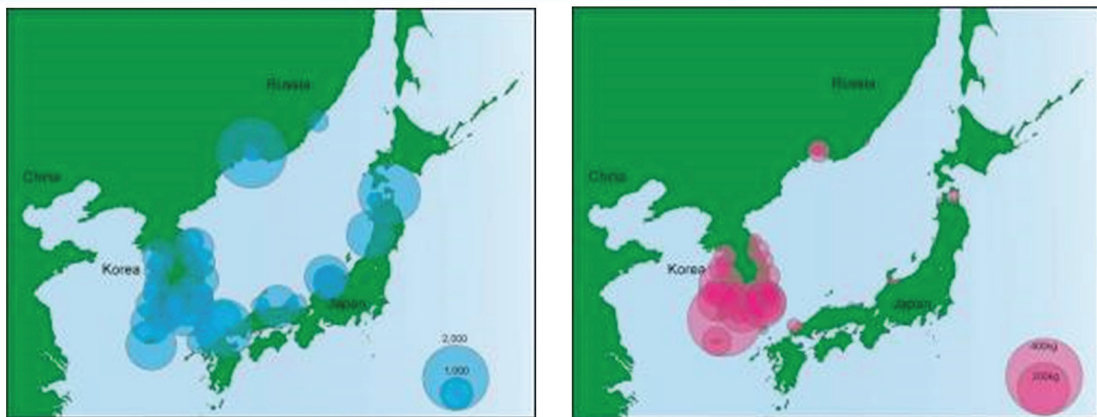 Russia
China
Korea
Japan
2,000
1,000
Russia
China
Korea
Japan
400kg
200kg